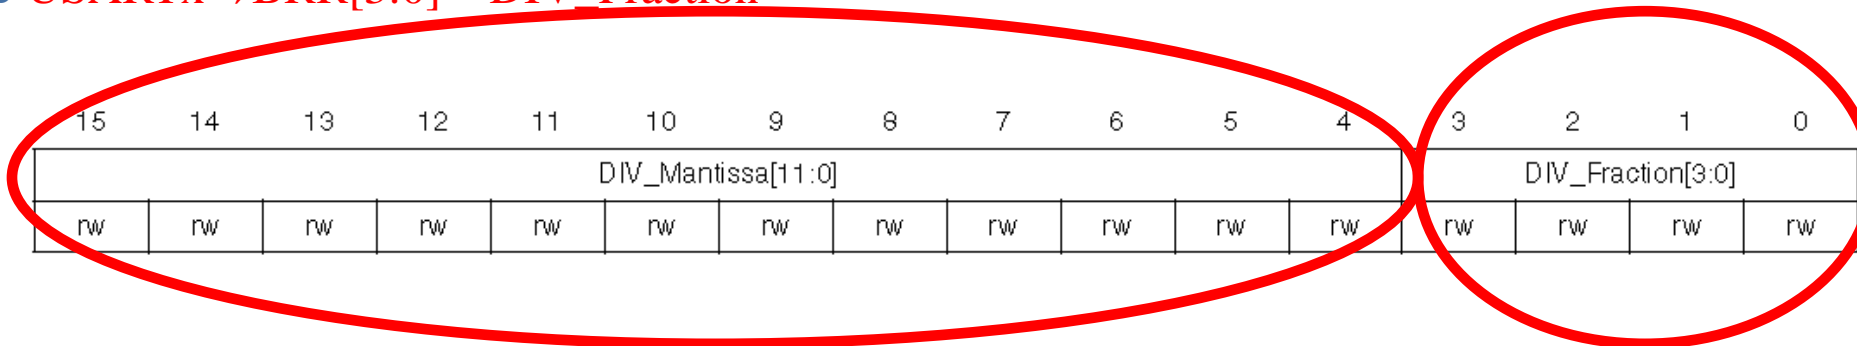 15 14 13 12 11 10 9 8 7 6 5 4 3 2 1 0
DIV_Mantissa[11:0] DIV_Fraction[3:0]
rw rw rw rw rw rw rw rw rw rw rw rw rw rw rw rw